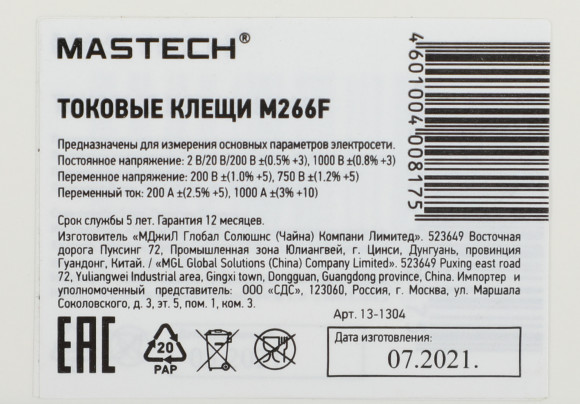 MASTECH®
ТОКОВЫЕ КЛЕЩИ M266F
Предназначены для измерения основных параметров электросети.
Постоянное напряжение: 2 В/20 В/200 В ±(0.5% +3), 1000 В ±(0.8% +3)
Переменное напряжение: 200 В ±(1.0% +5), 750 В ±(1.2% +5)
Переменный ток: 200 А ±(2.5% +5), 1000 А ±(3% +10)
Срок службы 5 лет. Гарантия 12 месяцев.
Изготовитель «МДжиЛ Глобал Солюшнс (Чайна) Компани Лимитед». 523649 Восточная
дорога Пуксинг 72, Промышленная зона Юлиангвей, г. Цинси, Дунгуань, провинция
Гуандонг, Китай. / «MGL Global Solutions (China) Company Limited». 523649 Puxing east road
72, Yuliangwei Industrial area, Gingxi town, Dongguan, Guangdong province, China. Импортер и
уполномоченный представитель: ООО «СДС», 123060, Россия, г. Москва, ул. Маршала
Соколовского, д. 3, эт. 5, пом. 1, ком. 3.
Арт. 13-1304
EAC
20
PAP
Дата изготовления:
07.2021.
4601004008175